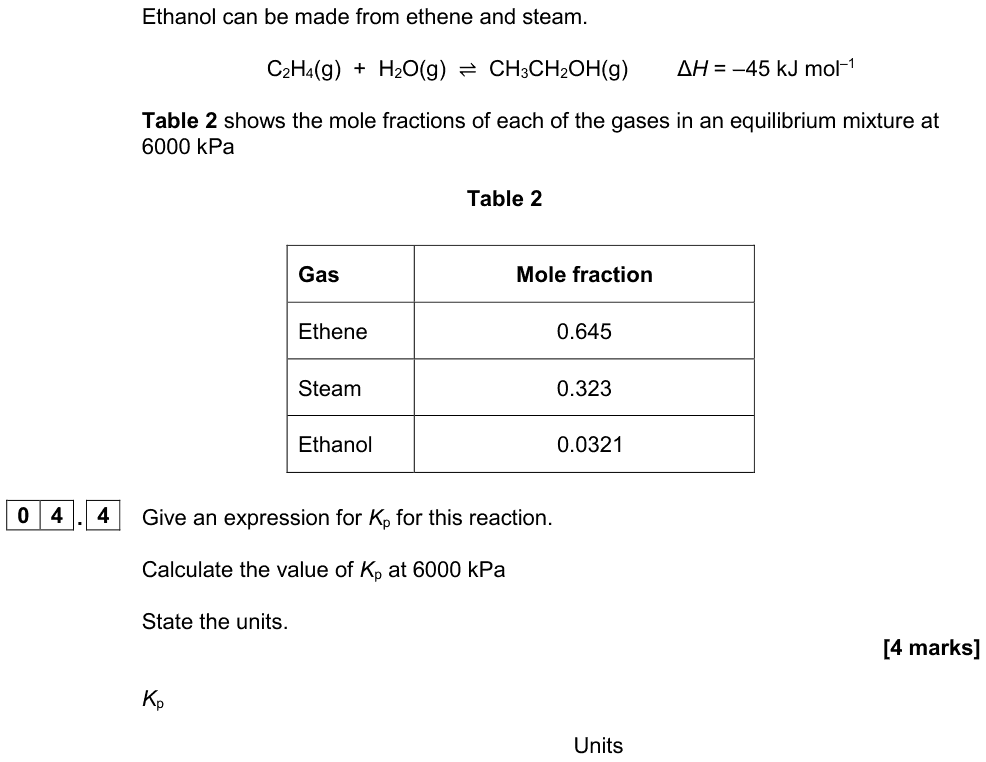 Ethanol can be made from ethene and steam.
C₂H₄(g) + H₂O(g) ⇌ CH₃CH₂OH(g) ΔH = –45 kJ mol⁻¹
Table 2 shows the mole fractions of each of the gases in an equilibrium mixture at
6000 kPa
Table 2
Gas Mole fraction
Ethene 0.645
Steam 0.323
Ethanol 0.0321
0 4 . 4 Give an expression for Kₚ for this reaction.
Calculate the value of Kₚ at 6000 kPa
State the units.
[4 marks]
Kₚ
Units